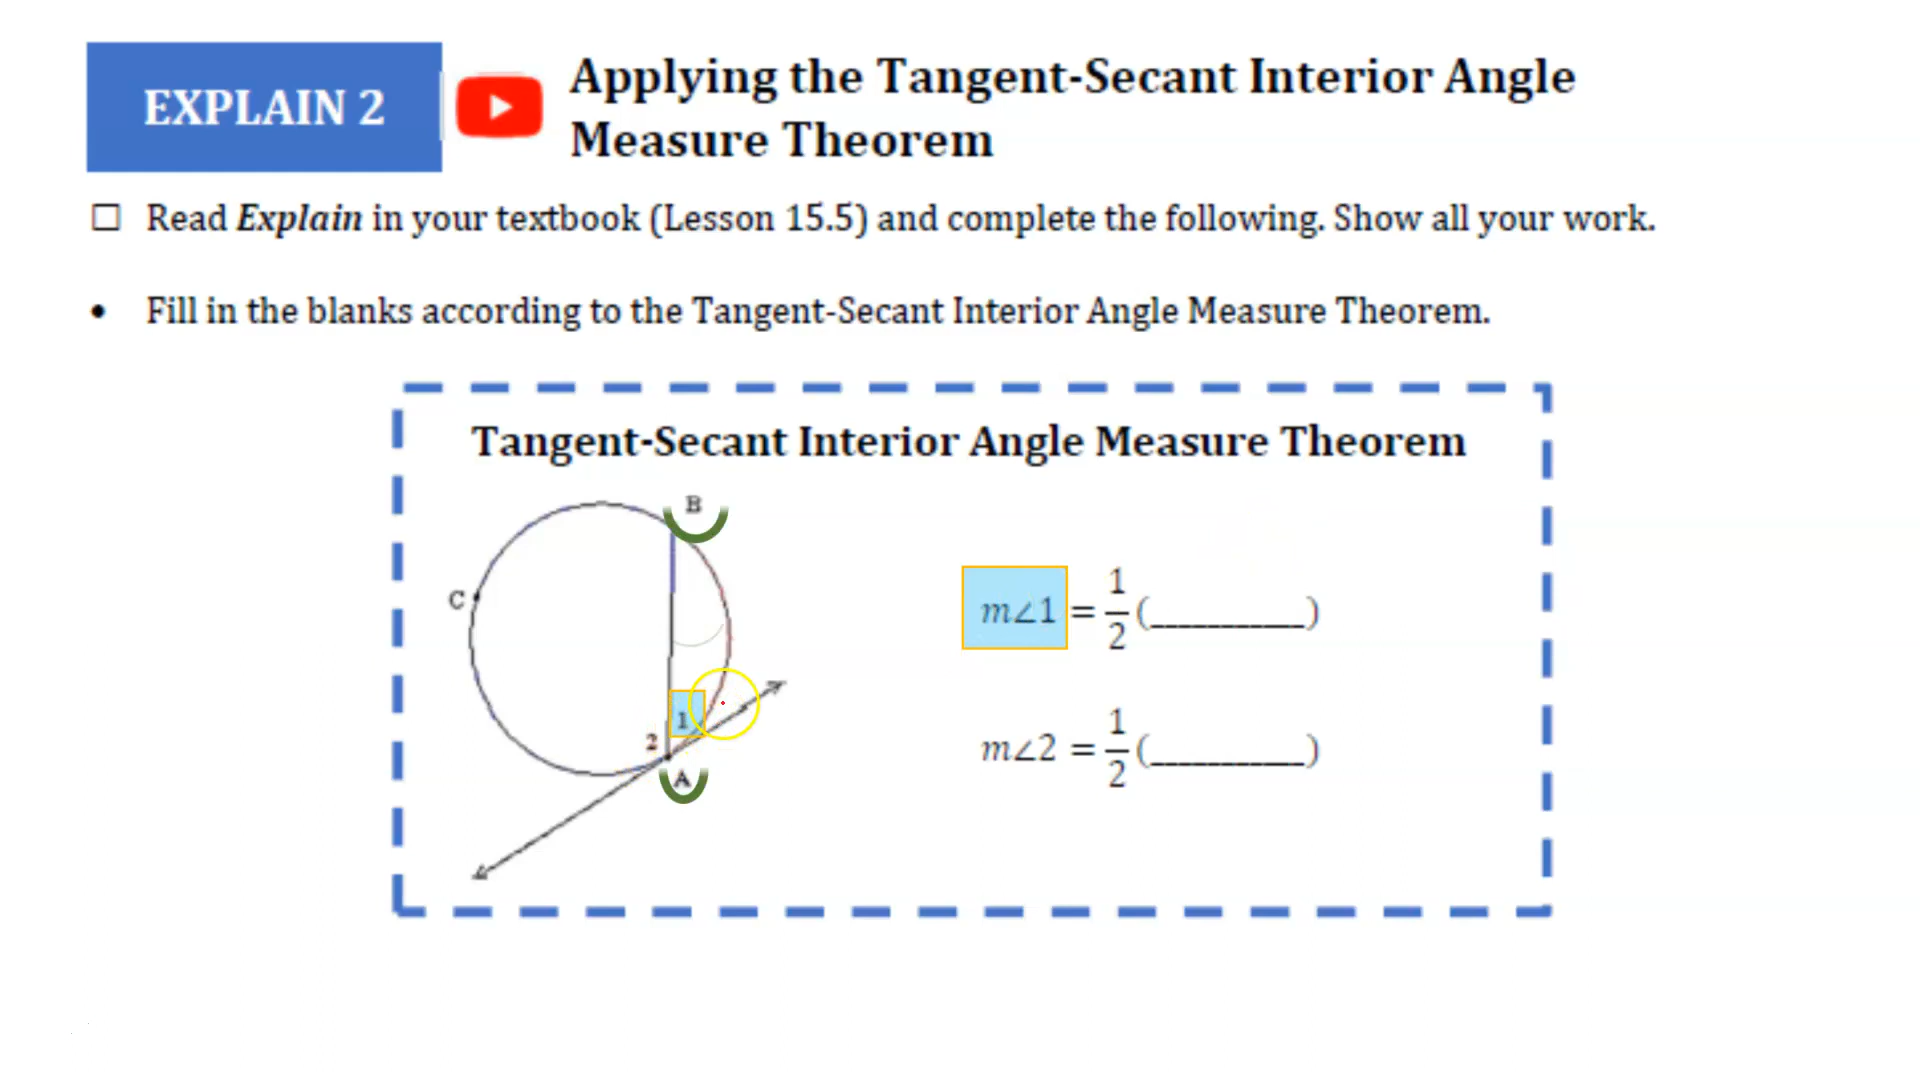 EXPLAIN 2
Applying the Tangent-Secant Interior Angle
Measure Theorem
☐ Read Explain in your textbook (Lesson 15.5) and complete the following. Show all your work.
• Fill in the blanks according to the Tangent-Secant Interior Angle Measure Theorem.
Tangent-Secant Interior Angle Measure Theorem
B
C
m∠1 = 1/2 (_________)
1
2
m∠2 = 1/2 (_________)
A